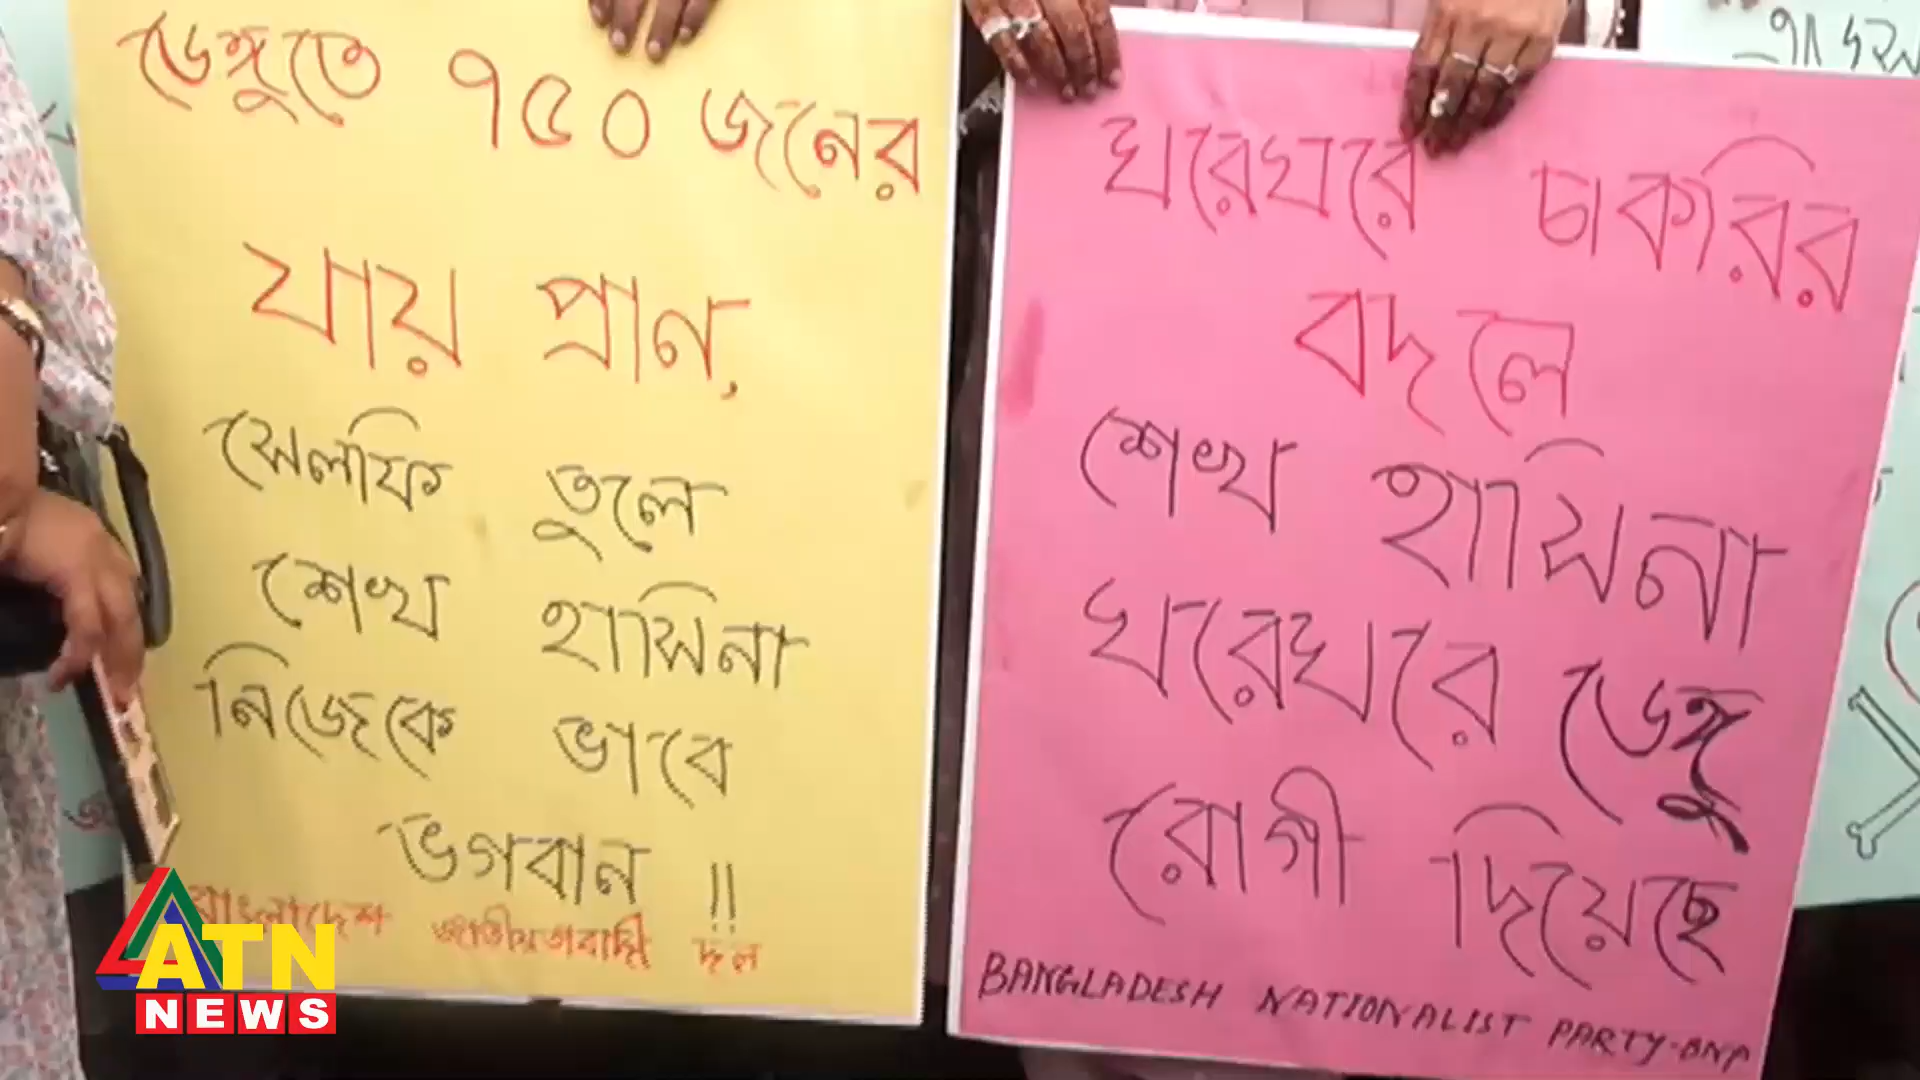 ডেঙ্গুতে ৭৫০ জনের
যায় প্রান,
সেলফি তুলে
শেখ হাসিনা
নিজেকে ভাবে
ভগবান !!
বাংলাদেশ জাতীয়তাবাদী দল
ঘরেঘরে চাকরির
বদলে
শেখ হাসিনা
ঘরেঘরে ডেঙ্গু
রোগী দিয়েছে
BANGLADESH NATIONALIST PARTY-BNP
ATN
NEWS